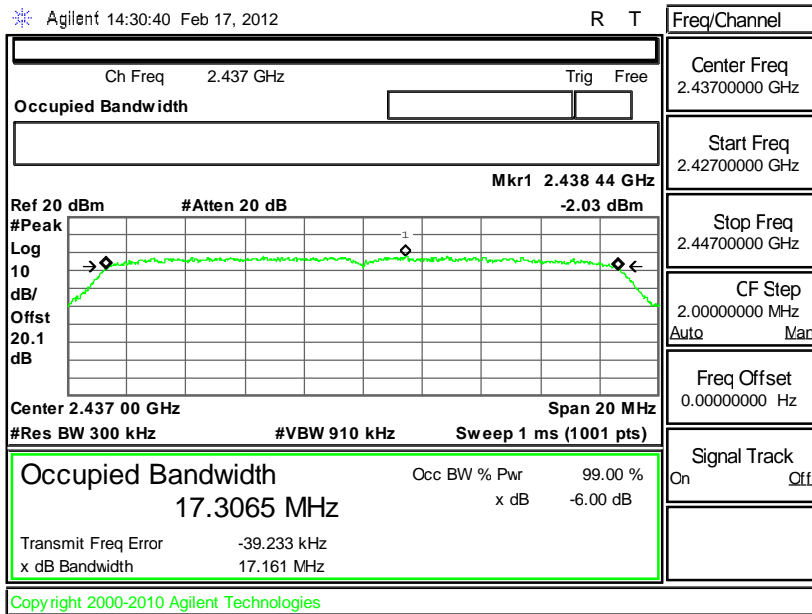 Agilent 14:30:40 Feb 17, 2012 R T
Freq/Channel
Ch Freq 2.437 GHz Trig Free
Occupied Bandwidth
Center Freq
2.43700000 GHz
Start Freq
2.42700000 GHz
Stop Freq
2.44700000 GHz
CF Step
2.00000000 MHz
Auto Man
Freq Offset
0.00000000 Hz
Signal Track
On Off
Mkr1 2.438 44 GHz
Ref 20 dBm #Atten 20 dB -2.03 dBm
#Peak
Log
10
dB/
Offst
20.1
dB
1
Center 2.437 00 GHz Span 20 MHz
#Res BW 300 kHz #VBW 910 kHz Sweep 1 ms (1001 pts)
Occupied Bandwidth
17.3065 MHz
Occ BW % Pwr 99.00 %
x dB -6.00 dB
Transmit Freq Error -39.233 kHz
x dB Bandwidth 17.161 MHz
Copyright 2000-2010 Agilent Technologies